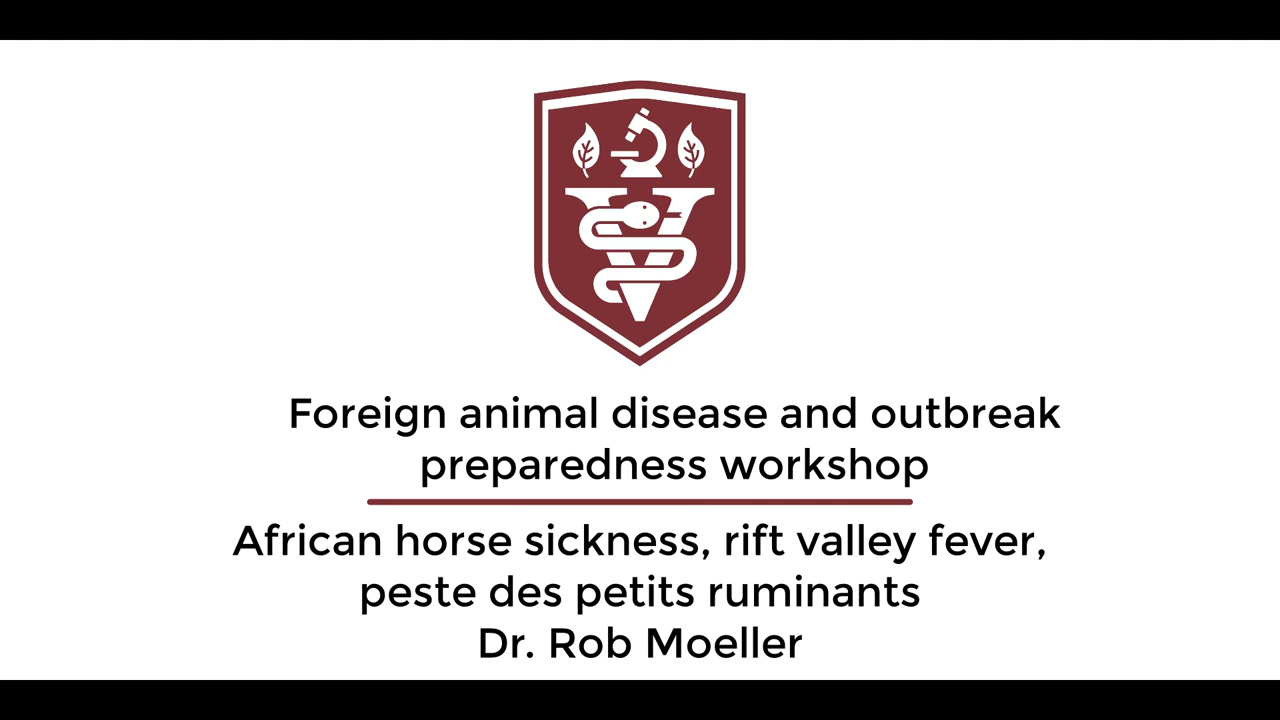 Foreign animal disease and outbreak
preparedness workshop
African horse sickness, rift valley fever,
peste des petits ruminants
Dr. Rob Moeller